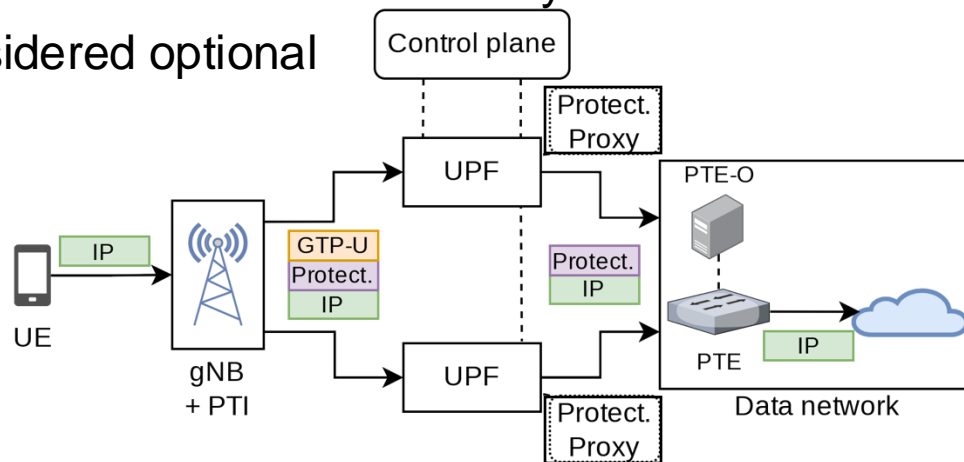 sidered optional
Control plane
Protect.
Proxy
UPF
PTE-O
IP
GTP-U
Protect.
IP
Protect.
IP
UE
gNB
+ PTI
PTE
IP
UPF
Data network
Protect.
Proxy